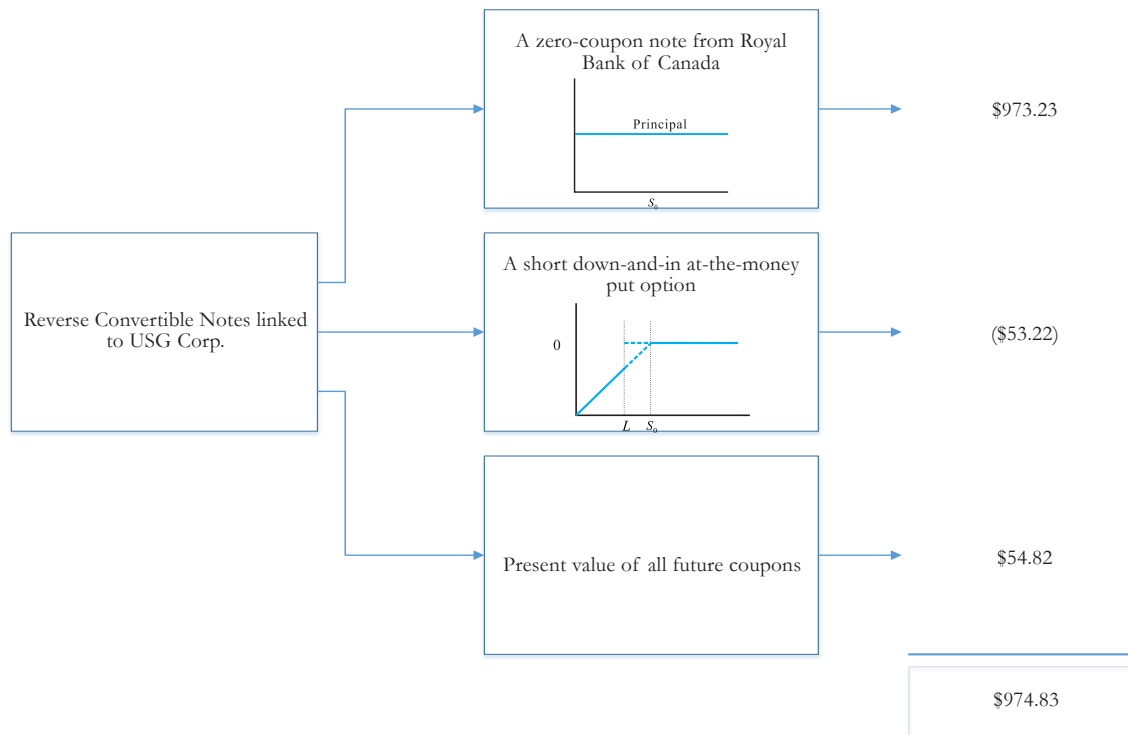 A zero-coupon note from Royal
Bank of Canada
Principal
S₀
$973.23
Reverse Convertible Notes linked
to USG Corp.
A short down-and-in at-the-money
put option
0
L S₀
($53.22)
Present value of all future coupons
$54.82
$974.83